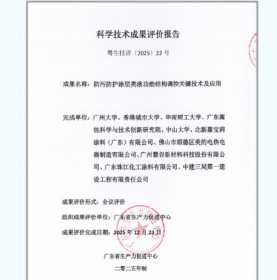 科学技术成果评价报告
粤生技评〔2025〕22号
成果名称：防污防护涂层类液功能结构调控关键技术及应用
完成单位：广州大学、香港城市大学、华南理工大学、广东腐
蚀科学与技术创新研究院、中山大学、北新嘉宝莉
涂料（广东）有限公司、佛山市顺德区美的电热电
器制造有限公司、广州慧谷新材料科技股份有限公
司、广东珠江化工涂料有限公司、中建三局第一建
设工程有限责任公司
成果评价形式：会议评价
组织成果评价单位：广东省生产力促进中心
成果评价完成日期：2025年12月23日
广东省生产力促进中心
二〇二五年制